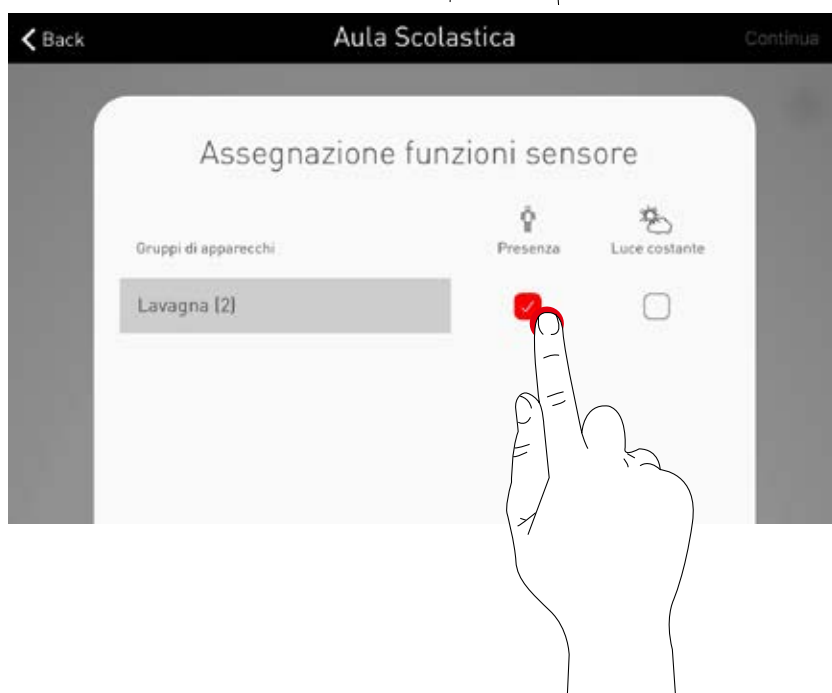 Back
Aula Scolastica
Continua
Assegnazione funzioni sensore
Gruppi di apparecchi
Presenza
Luce costante
Lavagna (2)